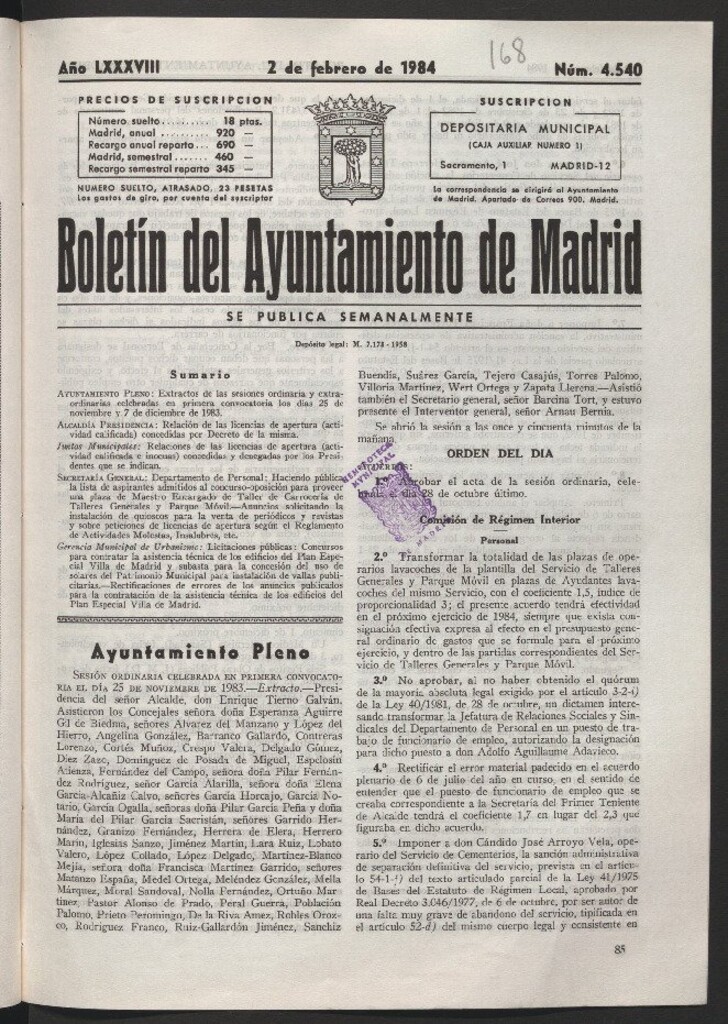 168
Año LXXXVIII 2 de febrero de 1984 Núm. 4.540
PRECIOS DE SUSCRIPCION
Número suelto.......... 18 ptas.
Madrid, anual ......... 920 —
Recargo anual reparto... 690 —
Madrid, semestral ...... 460 —
Recargo semestral reparto 345 —
NUMERO SUELTO, ATRASADO, 23 PESETAS
Los gastos de giro, por cuenta del suscriptor
SUSCRIPCION
DEPOSITARIA MUNICIPAL
(CAJA AUXILIAR NUMERO 1)
Sacramento, 1 MADRID-12
La correspondencia se dirigirá al Ayuntamiento
de Madrid. Apartado de Correos 900. Madrid.
Boletín del Ayuntamiento de Madrid
SE PUBLICA SEMANALMENTE
Depósito legal: M. 7.178 - 1958
Sumario
AYUNTAMIENTO PLENO: Extractos de las sesiones ordinaria y extra-
ordinarias celebradas en primera convocatoria los días 25 de
noviembre y 7 de diciembre de 1983.
ALCALDÍA PRESIDENCIA: Relación de las licencias de apertura (acti-
vidad calificada) concedidas por Decreto de la misma.
Juntas Municipales: Relaciones de las licencias de apertura (acti-
vidad calificada e inocuas) concedidas y denegadas por los Presi-
dentes que se indican.
SECRETARÍA GENERAL: Departamento de Personal: Haciendo pública
la lista de aspirantes admitidos al concurso-oposición para proveer
una plaza de Maestro Encargado de Taller de Carrocería de
Talleres Generales y Parque Móvil.—Anuncios solicitando la
instalación de quioscos para la venta de periódicos y revistas
y sobre peticiones de licencias de apertura según el Reglamento
de Actividades Molestas, Insalubres, etc.
Gerencia Municipal de Urbanismo: Licitaciones públicas: Concursos
para contratar la asistencia técnica de los edificios del Plan Espe-
cial Villa de Madrid y subasta para la concesión del uso de
solares del Patrimonio Municipal para instalación de vallas publi-
citarias.—Rectificaciones de errores de los anuncios publicados
para la contratación de la asistencia técnica de los edificios del
Plan Especial Villa de Madrid.
Ayuntamiento Pleno
SESIÓN ORDINARIA CELEBRADA EN PRIMERA CONVOCATO-
RIA EL DÍA 25 DE NOVIEMBRE DE 1983.—Extracto.—Presi-
dencia del señor Alcalde, don Enrique Tierno Galván.
Asistieron los Concejales señora doña Esperanza Aguirre
Gil de Biedma, señores Alvarez del Manzano y López del
Hierro, Angelina González, Barranco Gallardo, Contreras
Lorenzo, Cortés Muñoz, Crespo Valera, Delgado Gómez,
Díez Zazo, Domínguez de Posada de Miguel, Espelosín
Atienza, Fernández del Campo, señora doña Pilar Fernán-
dez Rodríguez, señor García Alarilla, señora doña Elena
García-Alcañiz Calvo, señores García Horcajo, García No-
tario, García Ogalla, señoras doña Pilar García Peña y doña
María del Pilar García Sacristán, señores Garrido Her-
nández, Granizo Fernández, Herrera de Elera, Herrero
Marín, Iglesias Sanzo, Jiménez Martín, Lara Ruiz, Lobato
Valero, López Collado, López Delgado, Martínez-Blanco
Mejía, señora doña Francisca Martínez Garrido, señores
Matanzo España, Medel Ortega, Meléndez González, Mella
Márquez, Moral Sandoval, Nolla Fernández, Ortuño Mar-
tínez, Pastor Alonso de Prado, Peral Guerra, Población
Palomo, Prieto Peromingo, De la Riva Amez, Robles Oroz-
co, Rodríguez Franco, Ruiz-Gallardón Jiménez, Sanchiz
Buendía, Suárez García, Tejero Casajús, Torres Palomo,
Villoria Martínez, Wert Ortega y Zapata Llerena.—Asistió
también el Secretario general, señor Barcina Tort, y estuvo
presente el Interventor general, señor Arnau Bernia.
Se abrió la sesión a las once y cincuenta minutos de la
mañana.
ORDEN DEL DIA
HEMEROTECA
MUNICIPAL
MADRID
1.º Aprobar el acta de la sesión ordinaria, cele-
el día 28 de octubre último.
Comisión de Régimen Interior
Personal
2.º Transformar la totalidad de las plazas de ope-
rarios lavacoches de la plantilla del Servicio de Talleres
Generales y Parque Móvil en plazas de Ayudantes lava-
coches del mismo Servicio, con el coeficiente 1,5, índice de
proporcionalidad 3; el presente acuerdo tendrá efectividad
en el próximo ejercicio de 1984, siempre que exista con-
signación efectiva expresa al efecto en el presupuesto gene-
ral ordinario de gastos que se formule para el próximo
ejercicio, y dentro de las partidas correspondientes del Ser-
vicio de Talleres Generales y Parque Móvil.
3.º No aprobar, al no haber obtenido el quórum
de la mayoría absoluta legal exigido por el artículo 3-2-i)
de la Ley 40/1981, de 28 de octubre, un dictamen intere-
sando transformar la Jefatura de Relaciones Sociales y Sin-
dicales del Departamento de Personal en un puesto de tra-
bajo de funcionario de empleo, autorizando la designación
para dicho puesto a don Adolfo Aguillaume Adavieco.
4.º Rectificar el error material padecido en el acuerdo
plenario de 6 de julio del año en curso, en el sentido de
entender que el puesto de funcionario de empleo que se
creaba correspondiente a la Secretaría del Primer Teniente
de Alcalde tendrá el coeficiente 1,7 en lugar del 2,3 que
figuraba en dicho acuerdo.
5.º Imponer a don Cándido José Arroyo Vela, ope-
rario del Servicio de Cementerios, la sanción administrativa
de separación definitiva del servicio, prevista en el artícu-
lo 54-1-f) del texto articulado parcial de la Ley 41/1975
de Bases del Estatuto de Régimen Local, aprobado por
Real Decreto 3.046/1977, de 6 de octubre, por ser autor de
una falta muy grave de abandono del servicio, tipificada en
el artículo 52-d) del mismo cuerpo legal y consistente en
85